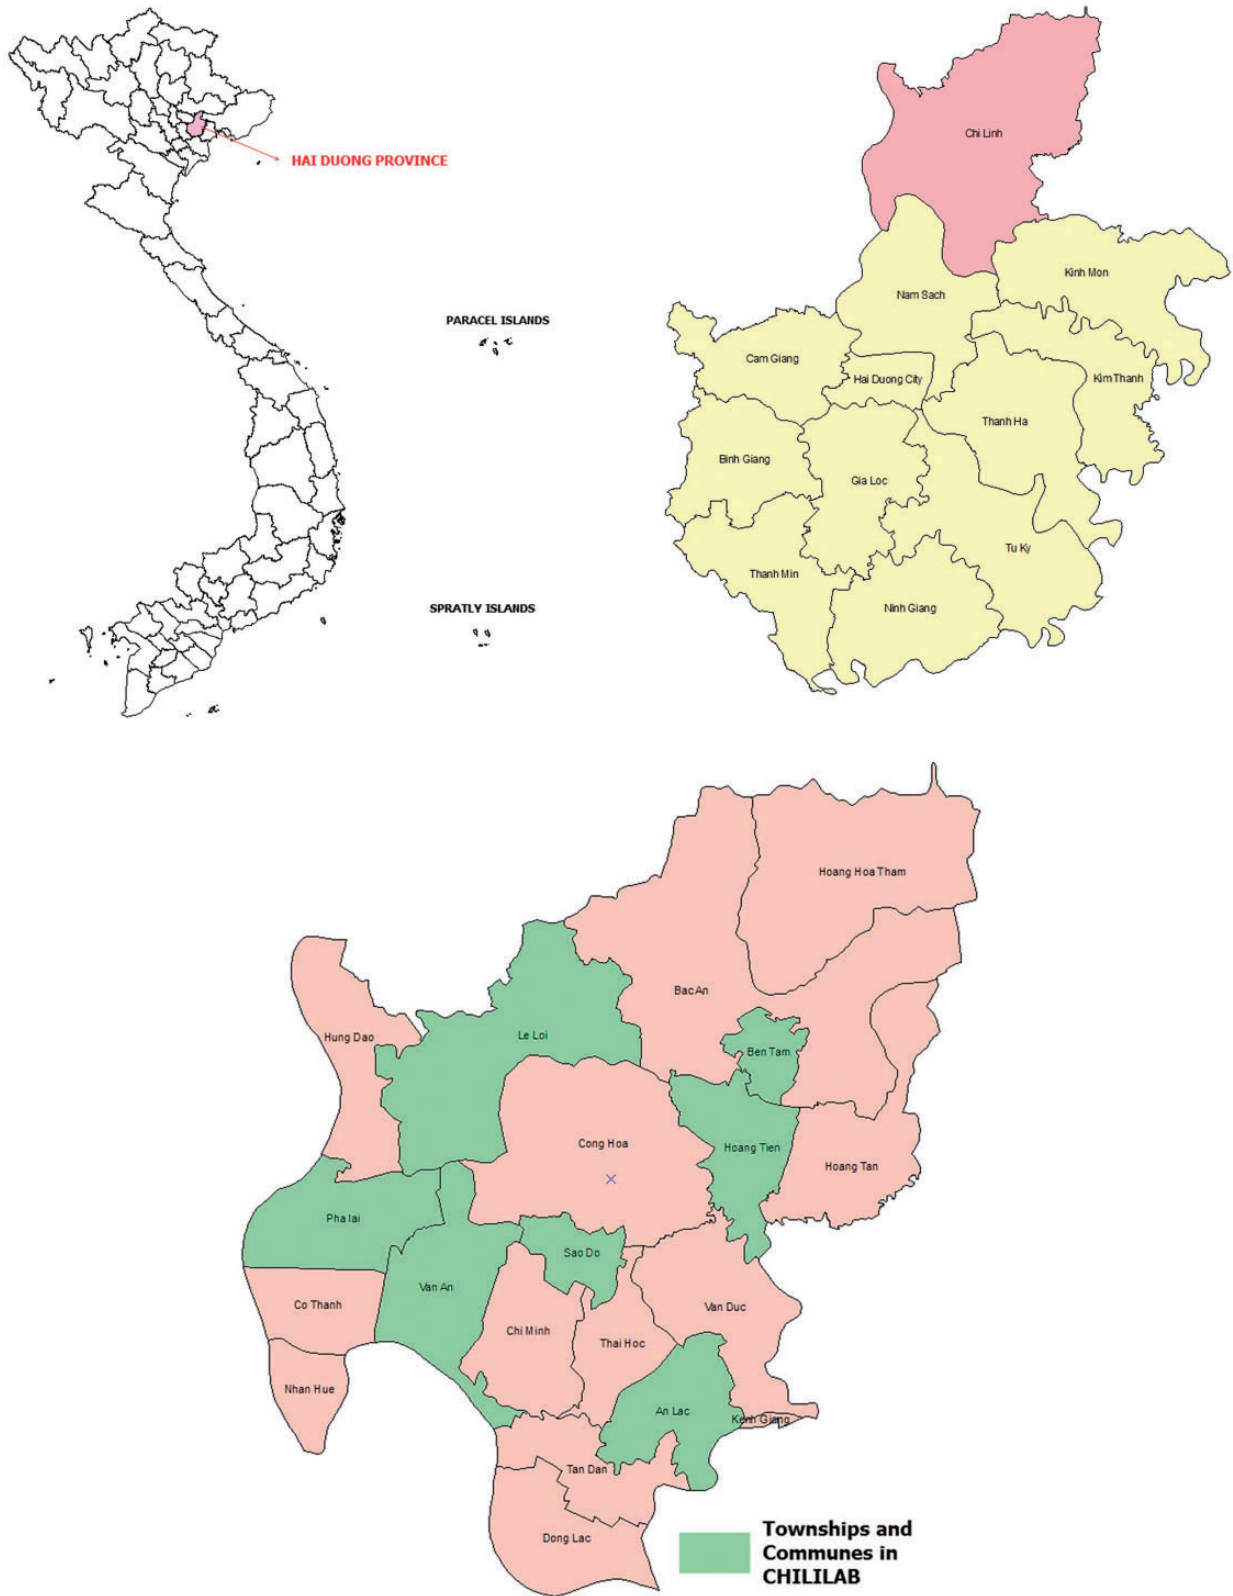 HAI DUONG PROVINCE
PARACEL ISLANDS
SPRATLY ISLANDS
Chi Linh
Kinh Mon
Nam Sach
Cam Giang
Hai Duong City
Kim Thanh
Thanh Ha
Binh Giang
Gia Loc
Tu Ky
Thanh Min
Ninh Giang
Hoang Hoa Tham
Bac An
Hung Dao
Le Loi
Ben Tam
Cong Hoa
Hoang Tien
Hoang Tan
Pha lai
Sao Do
Van An
Co Thanh
Van Duc
Chi Minh
Thai Hoc
Nhan Hue
An Lac
Kenh Giang
Tan Dan
Dong Lac
Townships and
Communes in
CHILILAB